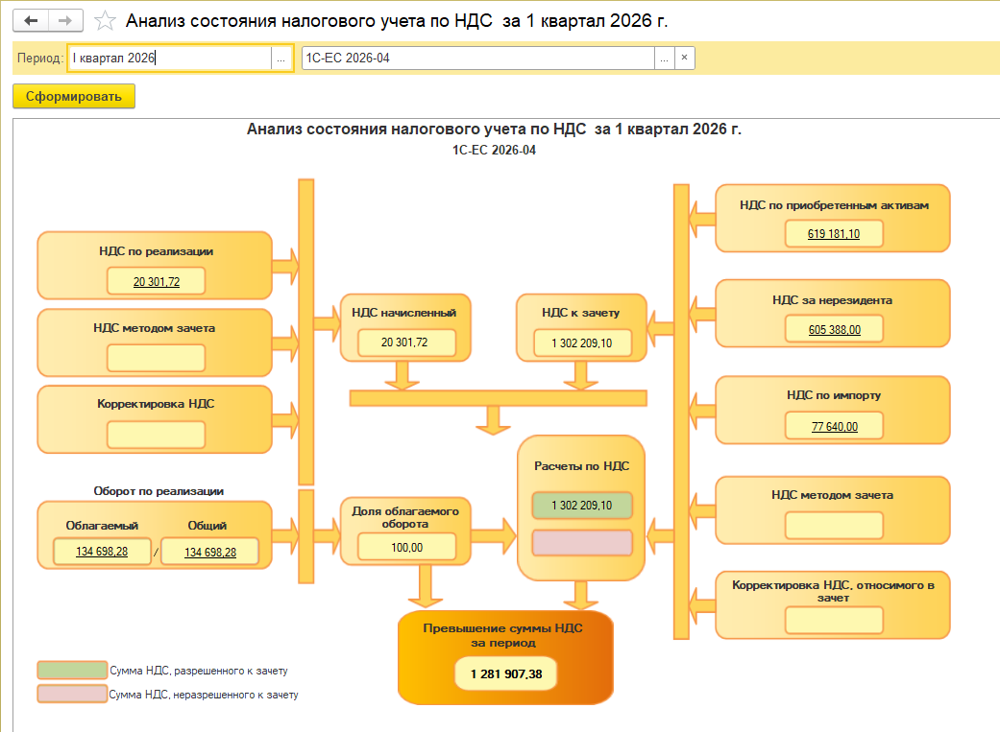 Анализ состояния налогового учета по НДС за 1 квартал 2026 г.
Период: I квартал 2026 ... 1С-ЕС 2026-04 ... ×
Сформировать
Анализ состояния налогового учета по НДС за 1 квартал 2026 г.
1С-ЕС 2026-04
НДС по реализации
20 301,72
НДС методом зачета
Корректировка НДС
Оборот по реализации
Облагаемый Общий
134 698,28 / 134 698,28
НДС начисленный
20 301,72
НДС к зачету
1 302 209,10
Доля облагаемого
оборота
100,00
Расчеты по НДС
1 302 209,10
Превышение суммы НДС
за период
1 281 907,38
НДС по приобретенным активам
619 181,10
НДС за нерезидента
605 388,00
НДС по импорту
77 640,00
НДС методом зачета
Корректировка НДС, относимого в
зачет
Сумма НДС, разрешенного к зачету
Сумма НДС, неразрешенного к зачету